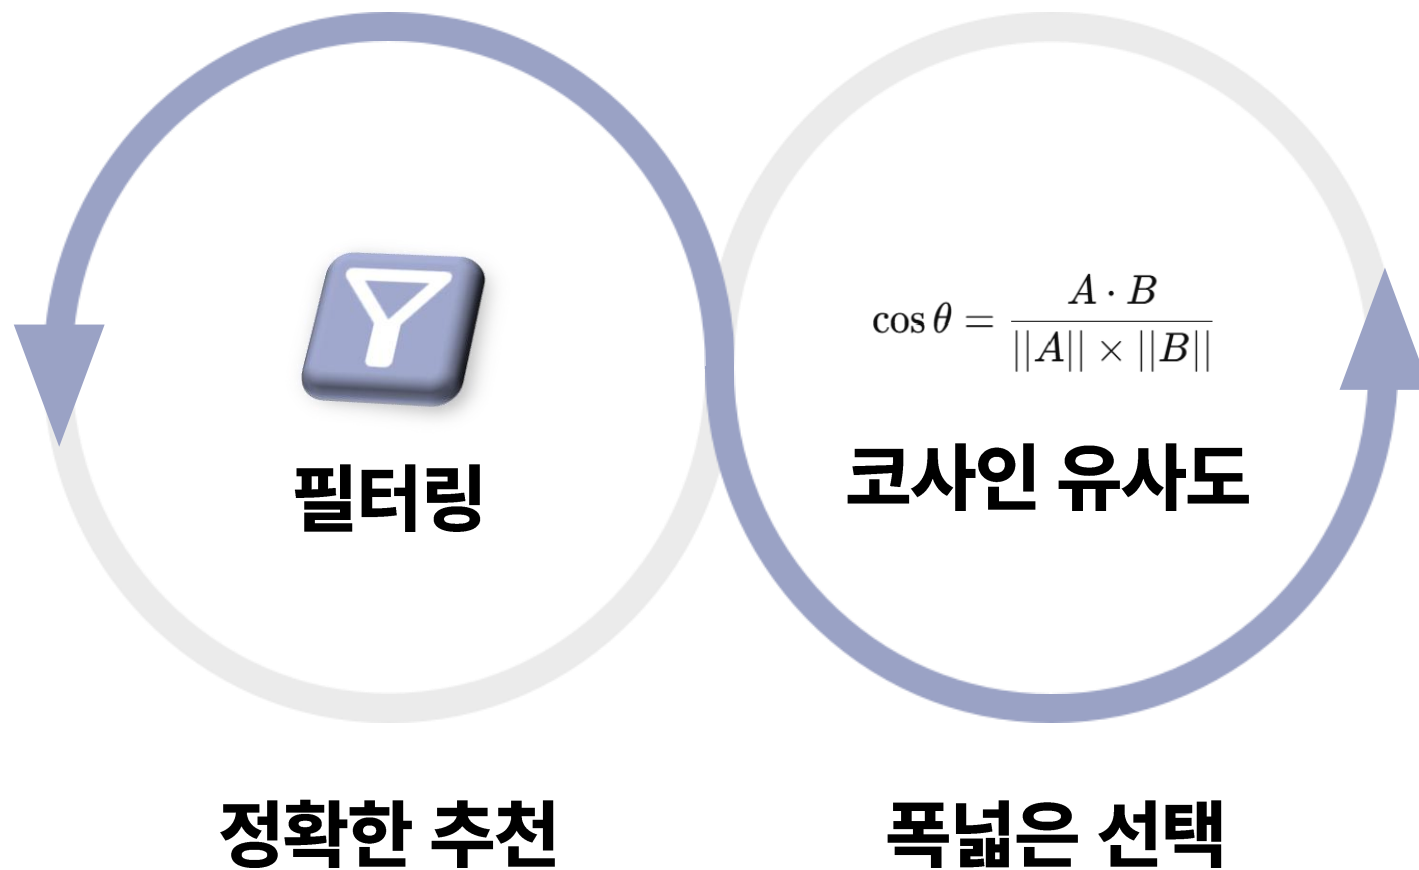 필터링
cos θ = A · B / ||A|| × ||B||
코사인 유사도
정확한 추천
폭넓은 선택